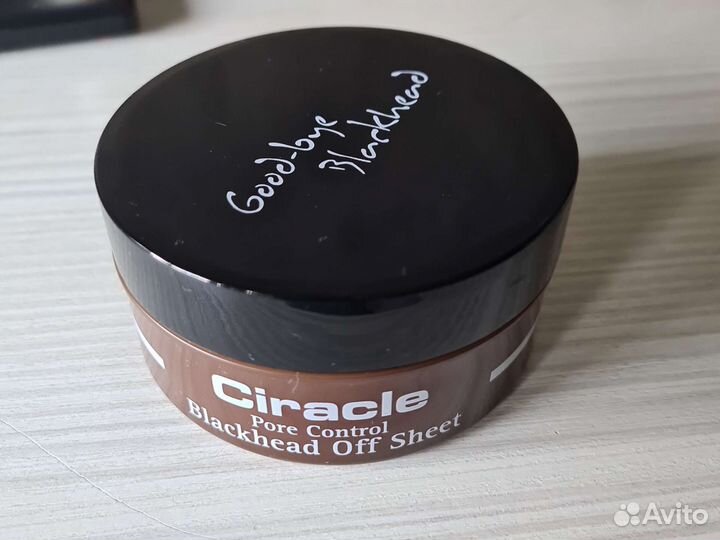 Good-bye
Blackhead
Ciracle
Pore Control
Blackhead Off Sheet
Avito